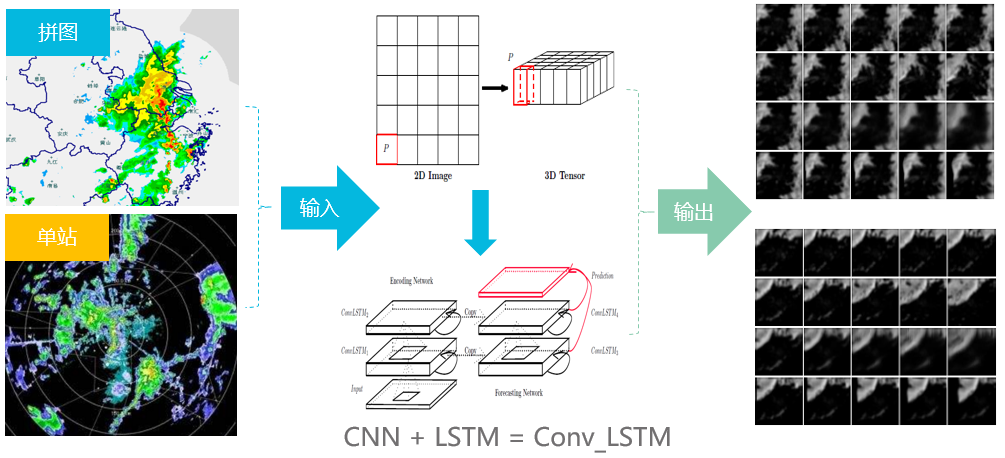 拼图
单站
输入
P
P
2D Image
3D Tensor
Encoding Network
Prediction
ConvLSTM2
Copy
ConvLSTM4
ConvLSTM1
Copy
ConvLSTM3
Input
Forecasting Network
CNN + LSTM = Conv_LSTM
输出